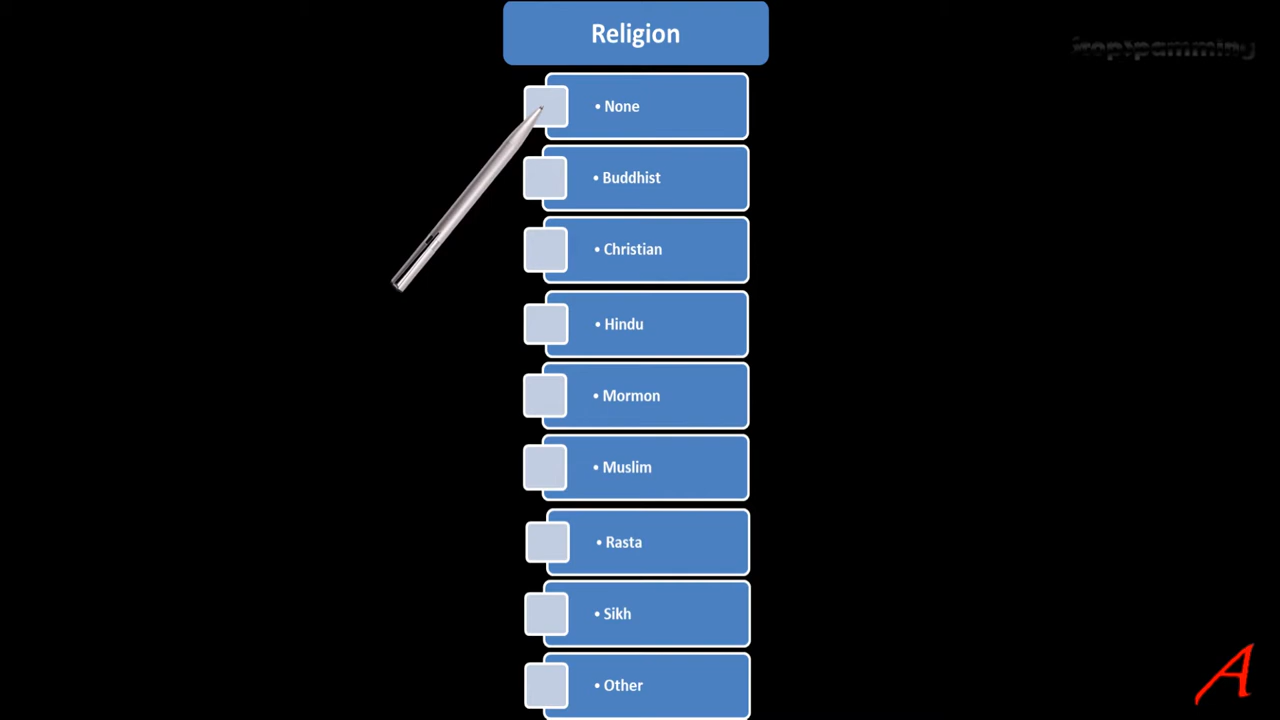 Religion
• None
• Buddhist
• Christian
• Hindu
• Mormon
• Muslim
• Rasta
• Sikh
• Other
A